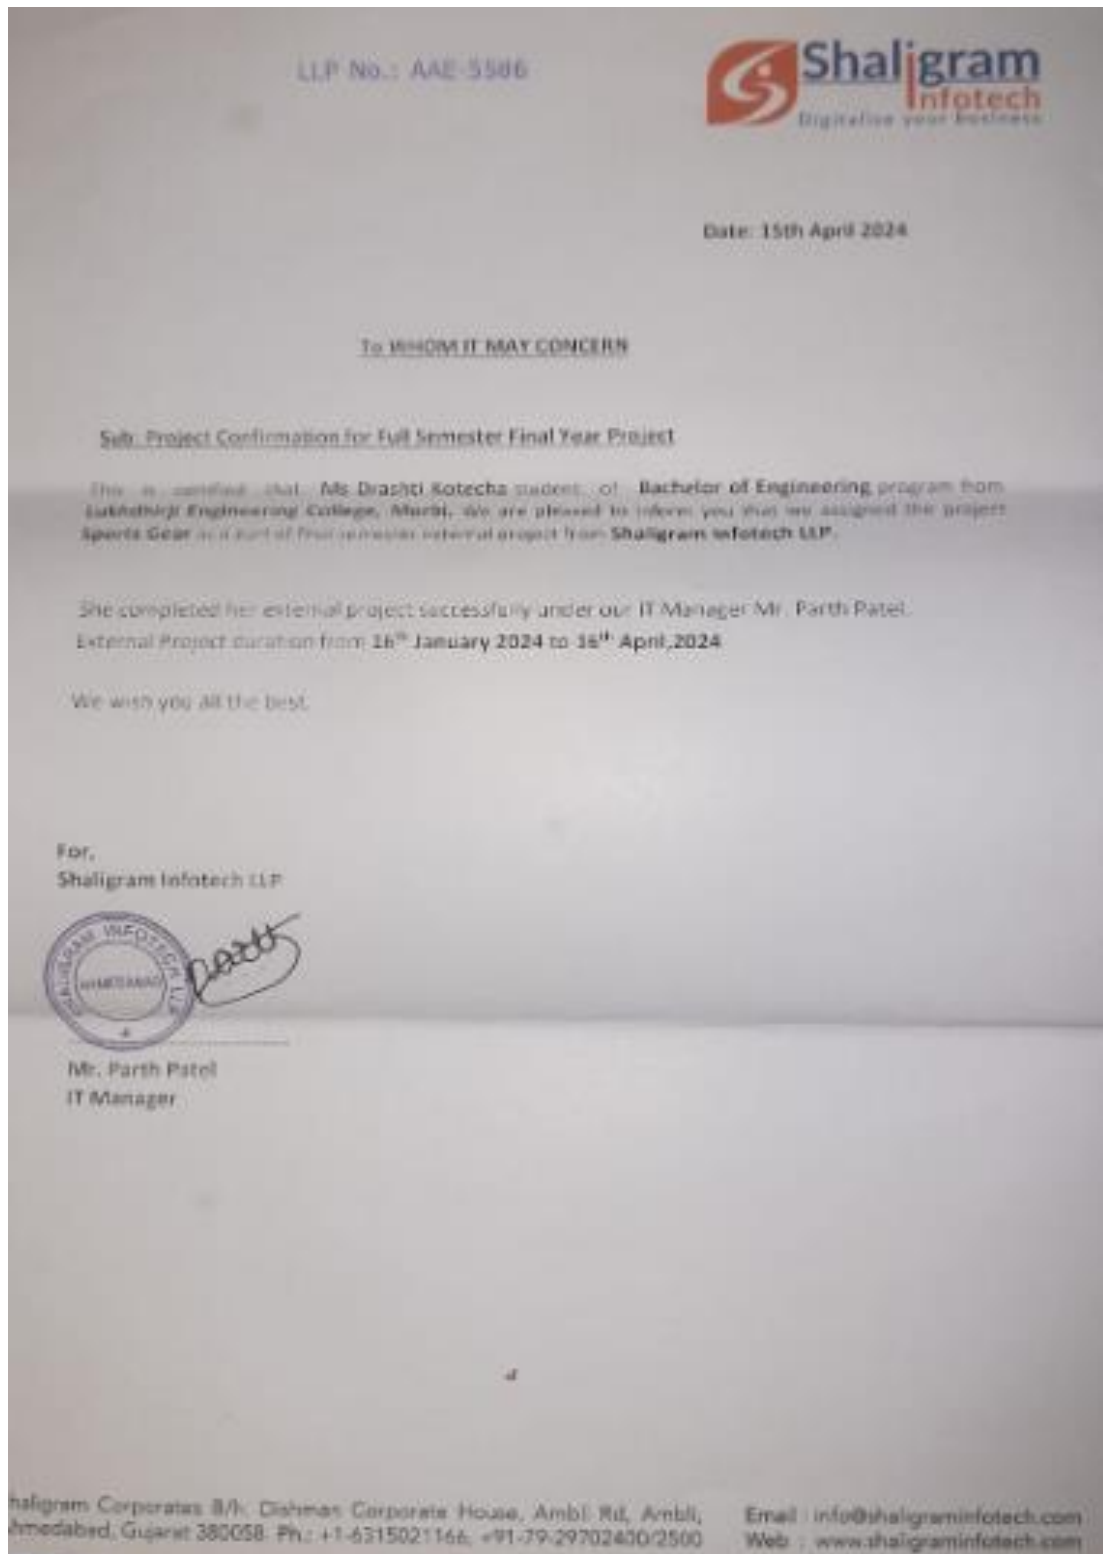 LLP No.: AAE-5586
Shaligram
Infotech
Digitalise your business
Date: 15th April 2024
To WHOM IT MAY CONCERN
Sub: Project Confirmation for Full Semester Final Year Project
This is certified that Ms Drashti Kotecha student of Bachelor of Engineering program from
Lukhdhirji Engineering College, Morbi. We are pleased to inform you that we assigned the project
Sports Gear as a part of final semester external project from Shaligram Infotech LLP.
She completed her external project successfully under our IT Manager Mr. Parth Patel.
External Project duration from 16th January 2024 to 16th April,2024
We wish you all the best.
For,
Shaligram Infotech LLP
SHALIGRAM INFOTECH LLP
AHMEDABAD
Mr. Parth Patel
IT Manager
haligram Corporates B/h. Dishman Corporate House, Ambli Rd, Ambli,
hmedabad, Gujarat 380058. Ph.: +1-6315021166, +91-79-29702400/2500
Email : info@shaligraminfotech.com
Web : www.shaligraminfotech.com